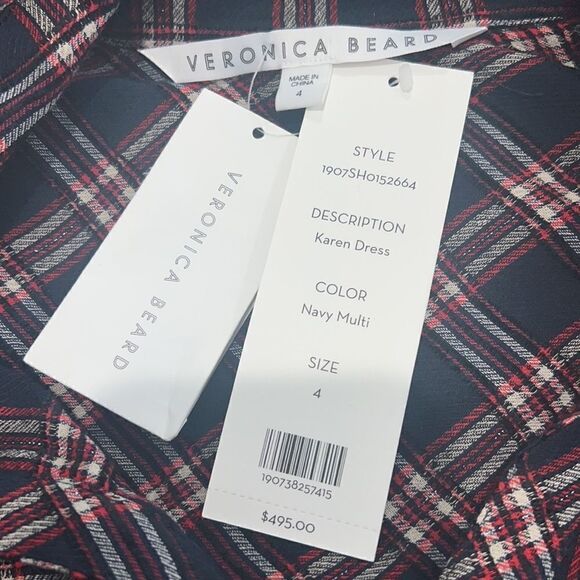 VERONICA BEARD
MADE IN
CHINA
4
VERONICA BEARD
STYLE
1907SH0152664
DESCRIPTION
Karen Dress
COLOR
Navy Multi
SIZE
4
190738257415
$495.00